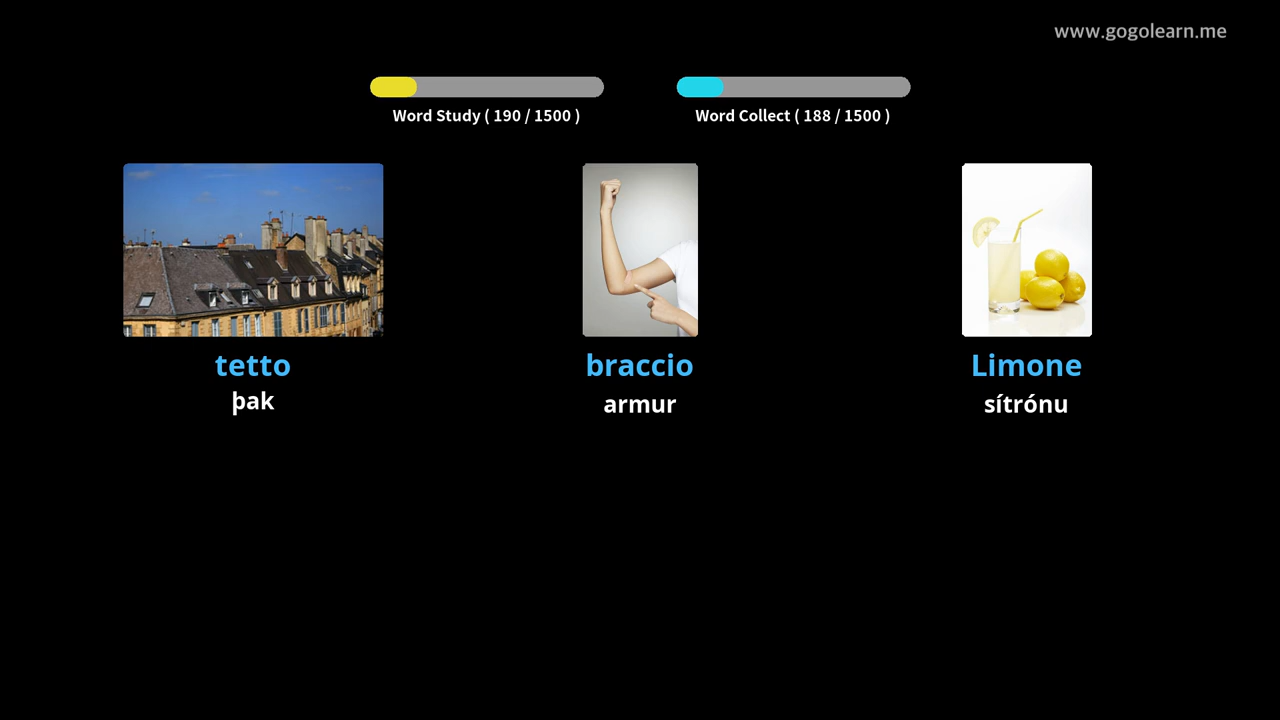 www.gogolearn.me
Word Study ( 190 / 1500 )
Word Collect ( 188 / 1500 )
tetto
þak
braccio
armur
Limone
sítrónu